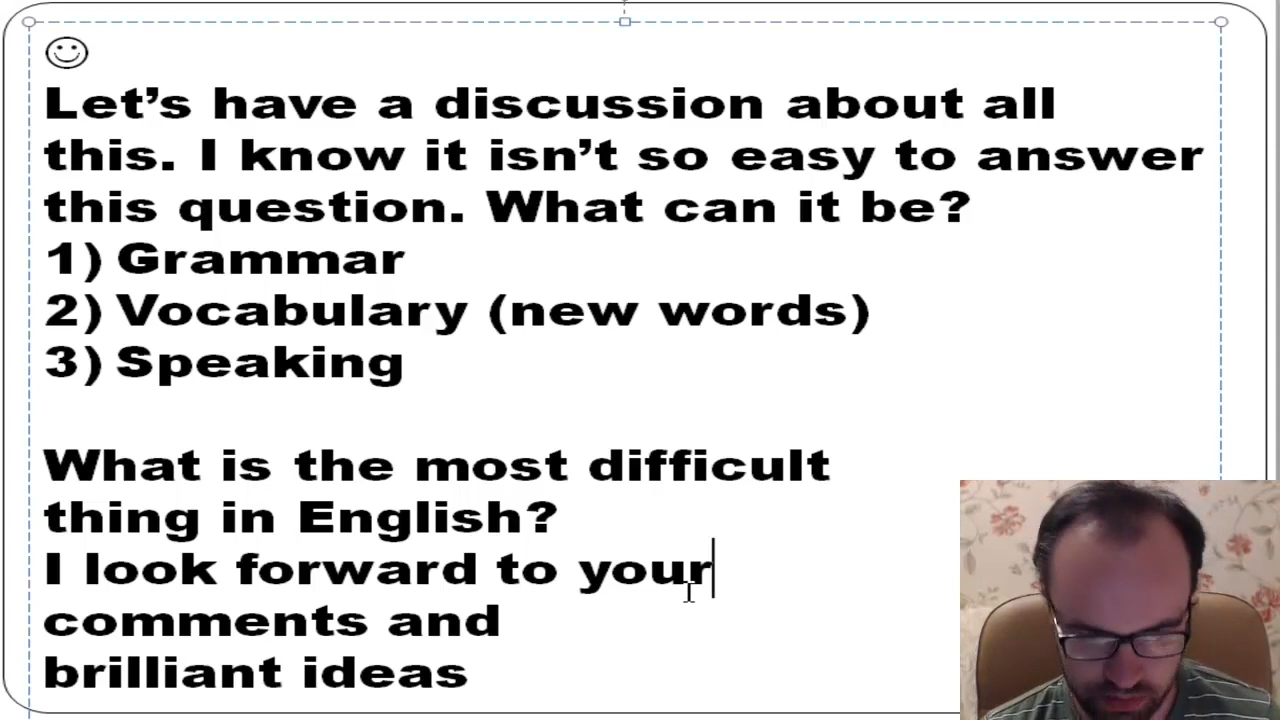 Let’s have a discussion about all
this. I know it isn’t so easy to answer
this question. What can it be?
1) Grammar
2) Vocabulary (new words)
3) Speaking
What is the most difficult
thing in English?
I look forward to your
comments and
brilliant ideas